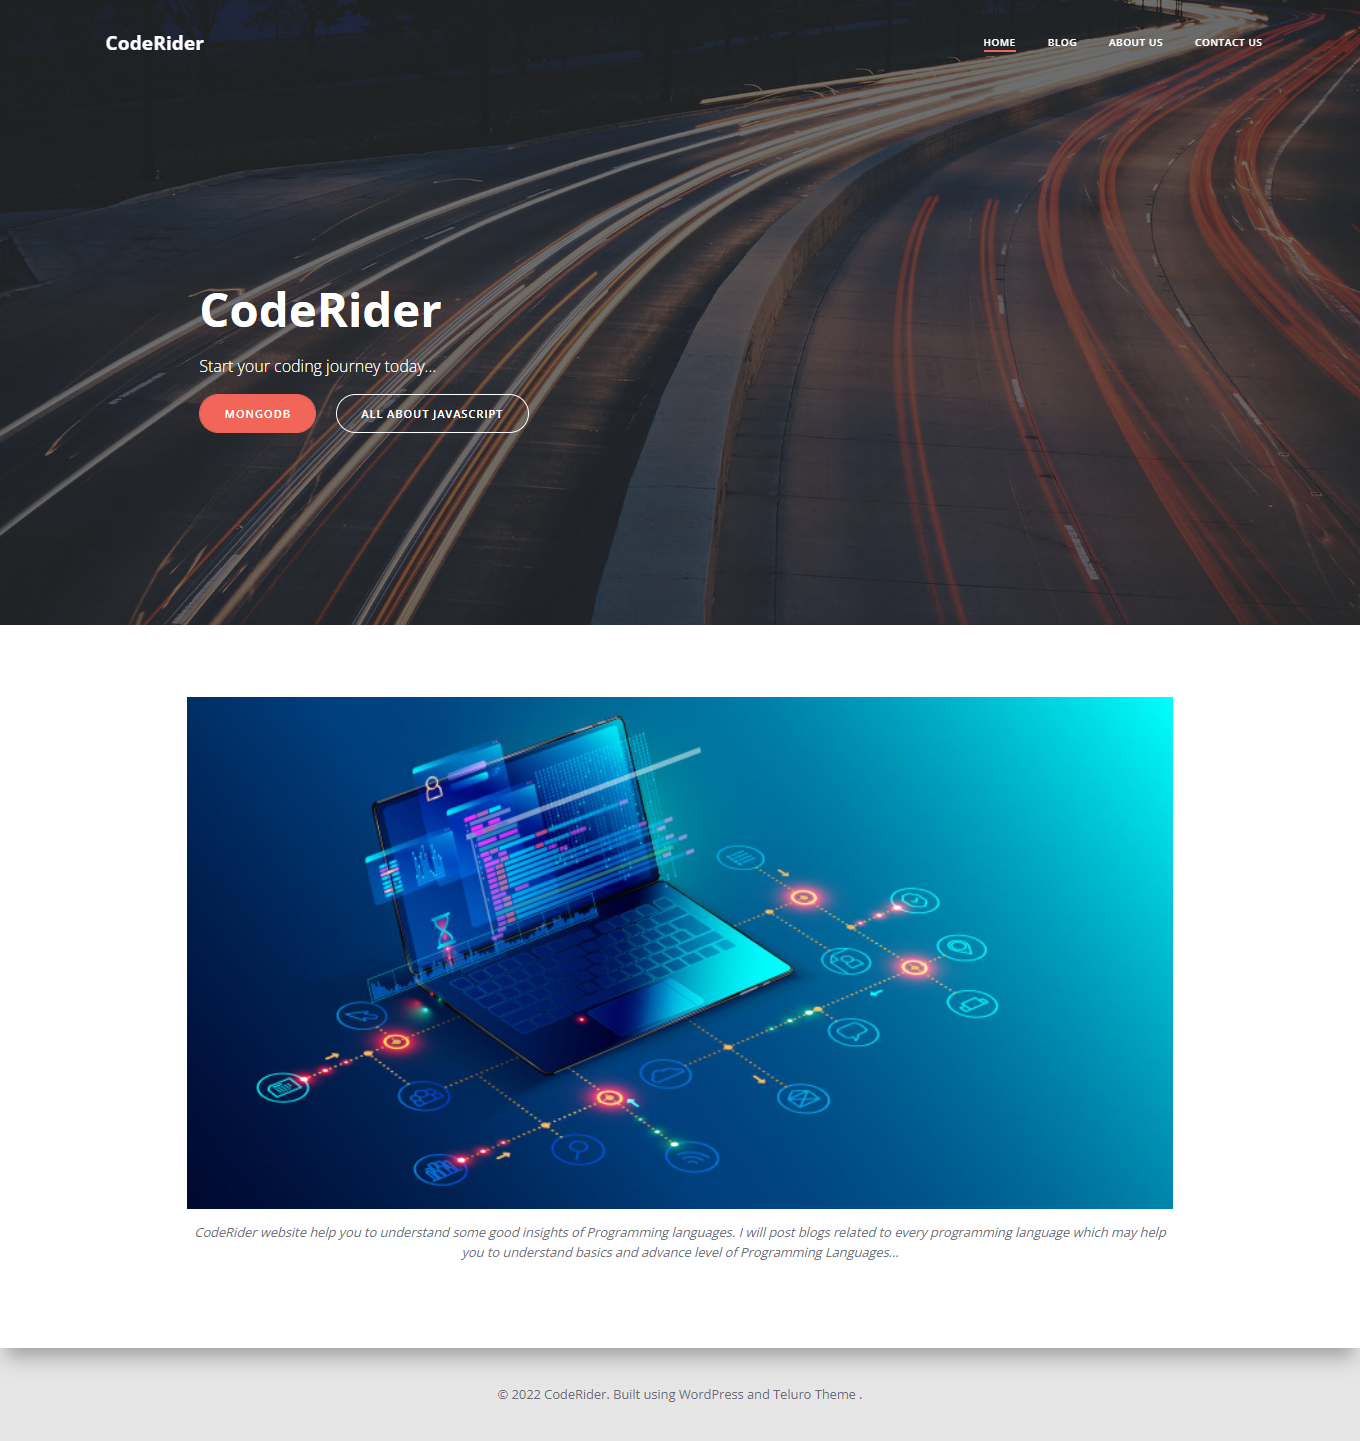 CodeRider
HOME BLOG ABOUT US CONTACT US
CodeRider
Start your coding journey today...
MONGODB ALL ABOUT JAVASCRIPT
CodeRider website help you to understand some good insights of Programming languages. I will post blogs related to every programming language which may help
you to understand basics and advance level of Programming Languages...
© 2022 CodeRider. Built using WordPress and Teluro Theme .